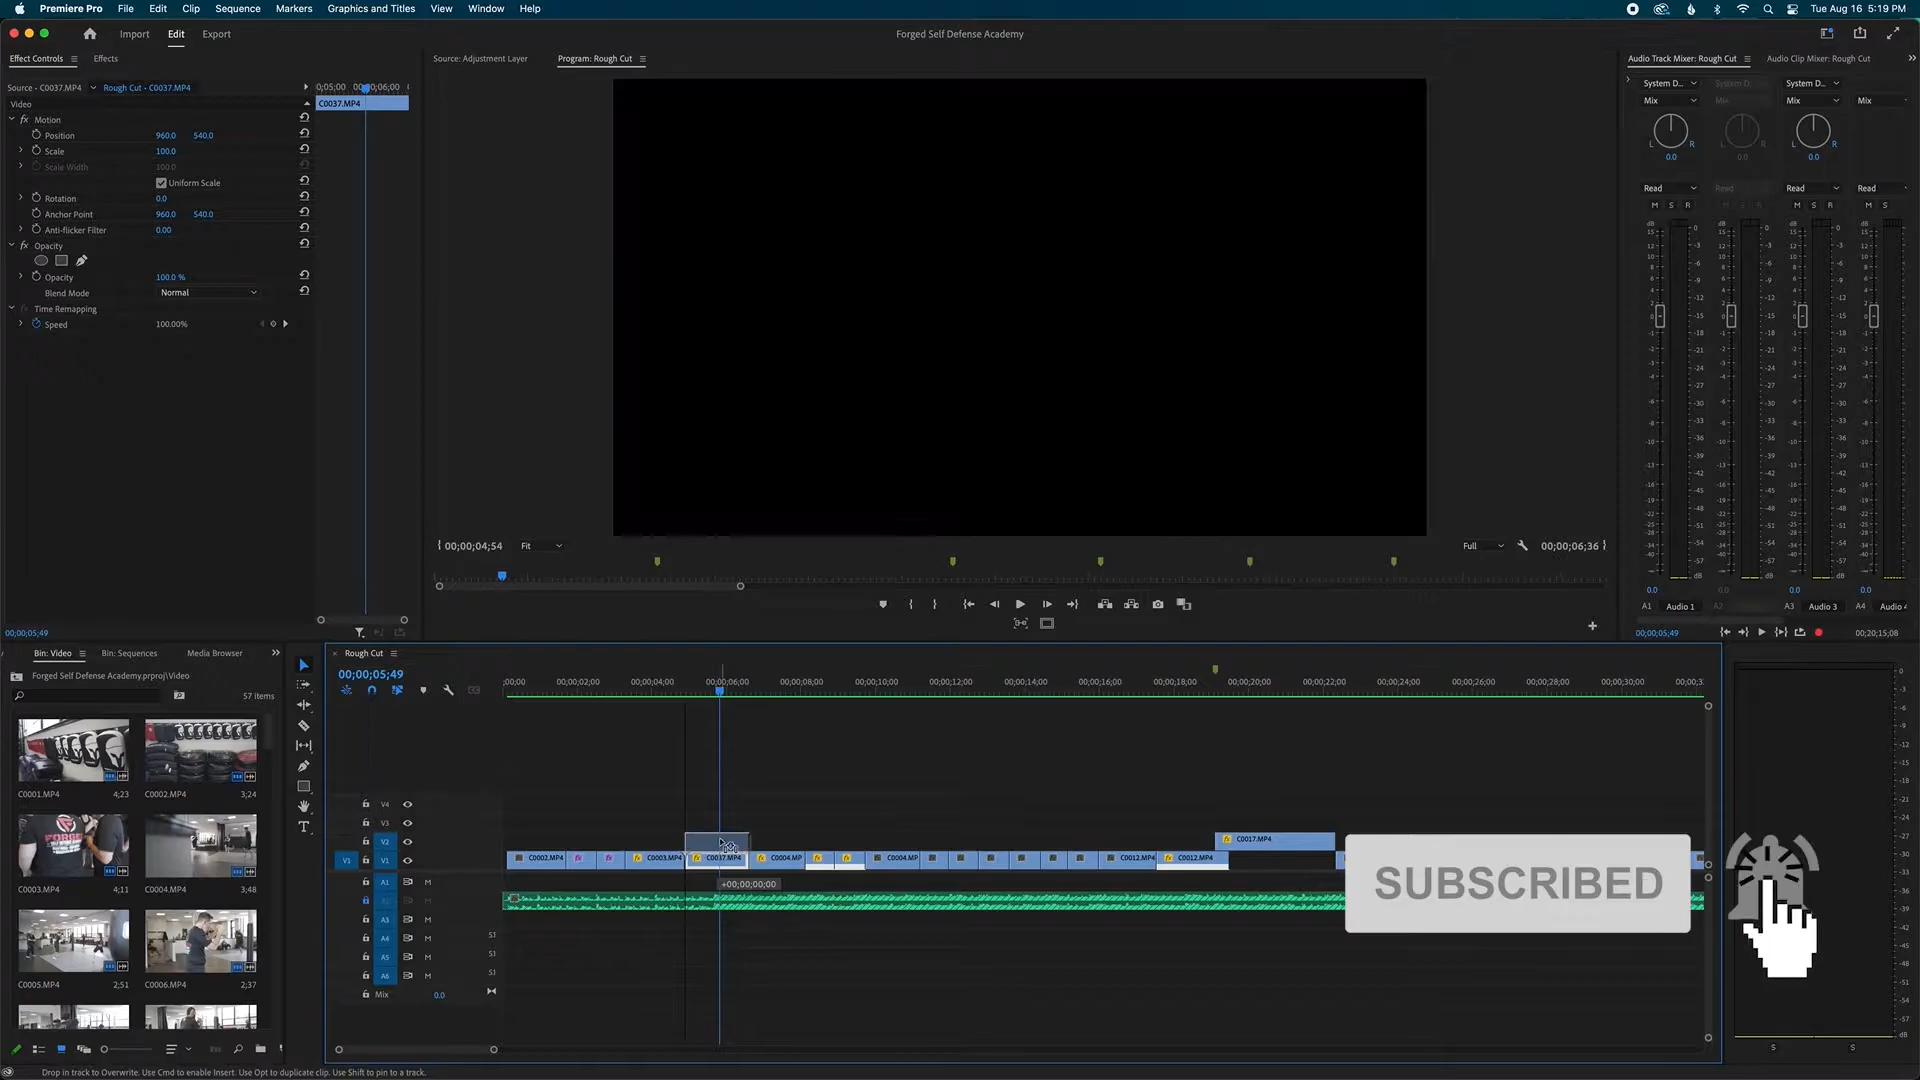 Premiere Pro File Edit Clip Sequence Markers Graphics and Titles View Window Help Tue Aug 16 5:19 PM
Import Edit Export Forged Self Defense Academy
Effect Controls Effects
Source: Adjustment Layer Program: Rough Cut
Audio Track Mixer: Rough Cut Audio Clip Mixer: Rough Cut
Source - C0037.MP4 Rough Cut - C0037.MP4
Video
C0037.MP4
Motion
Position 960.0 540.0
Scale 100.0
Scale Width 100.0
Uniform Scale
Rotation 0.0
Anchor Point 960.0 540.0
Anti-flicker Filter 0.00
Opacity
Opacity 100.0 %
Blend Mode Normal
Time Remapping
Speed 100.00%
00;00;05;49
00;00;04;54 Fit Full 00;00;06;36
System D... System D... System D...
Mix Mix Mix Mix
L R L R L R
0.0 0.0 0.0
Read Read Read Read
M S R M S R M S R M S
0.0 0.0 0.0 0.0
A1 Audio 1 A2 A3 Audio 3 A4 Audio 4
00;00;05;49 00;20;15;08
Bin: Video Bin: Sequences Media Browser
Forged Self Defense Academy.prproj\Video
57 items
C0001.MP4 4;23 C0002.MP4 3;24
C0003.MP4 4;11 C0004.MP4 3;48
C0005.MP4 2;51 C0006.MP4 2;37
Rough Cut
00;00;05;49
;00;00 00;00;02;00 00;00;04;00 00;00;06;00 00;00;08;00 00;00;10;00 00;00;12;00 00;00;14;00 00;00;16;00 00;00;18;00 00;00;20;00 00;00;22;00 00;00;24;00 00;00;26;00 00;00;28;00 00;00;30;00
V4
V3
V2 C0017.MP4
V1 V1 C0002.MP4 C0003.MP4 C0037.MP4 C0004.MP C0004.MP C0012.MP4 C0012.MP4
+00;00;00;00
A1 M
A3 M
A4 M
A5 M
A6 M
Mix 0.0
SUBSCRIBED
Drop in track to Overwrite. Use Cmd to enable Insert. Use Opt to duplicate clip. Use Shift to pin to a track.